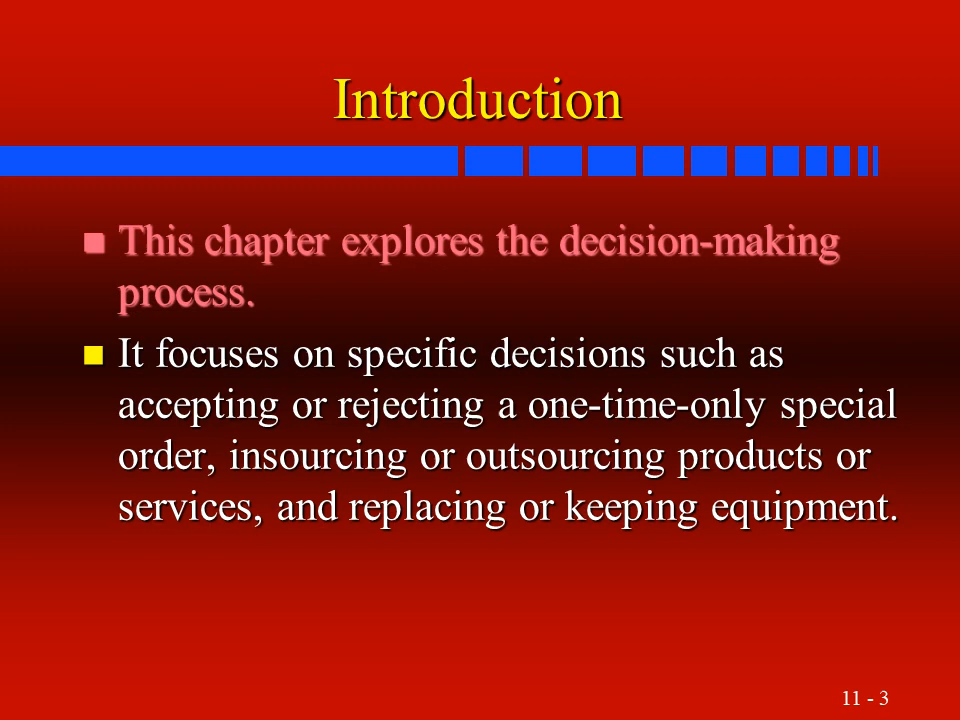 Introduction
This chapter explores the decision-making
process.
It focuses on specific decisions such as
accepting or rejecting a one-time-only special
order, insourcing or outsourcing products or
services, and replacing or keeping equipment.
11 - 3